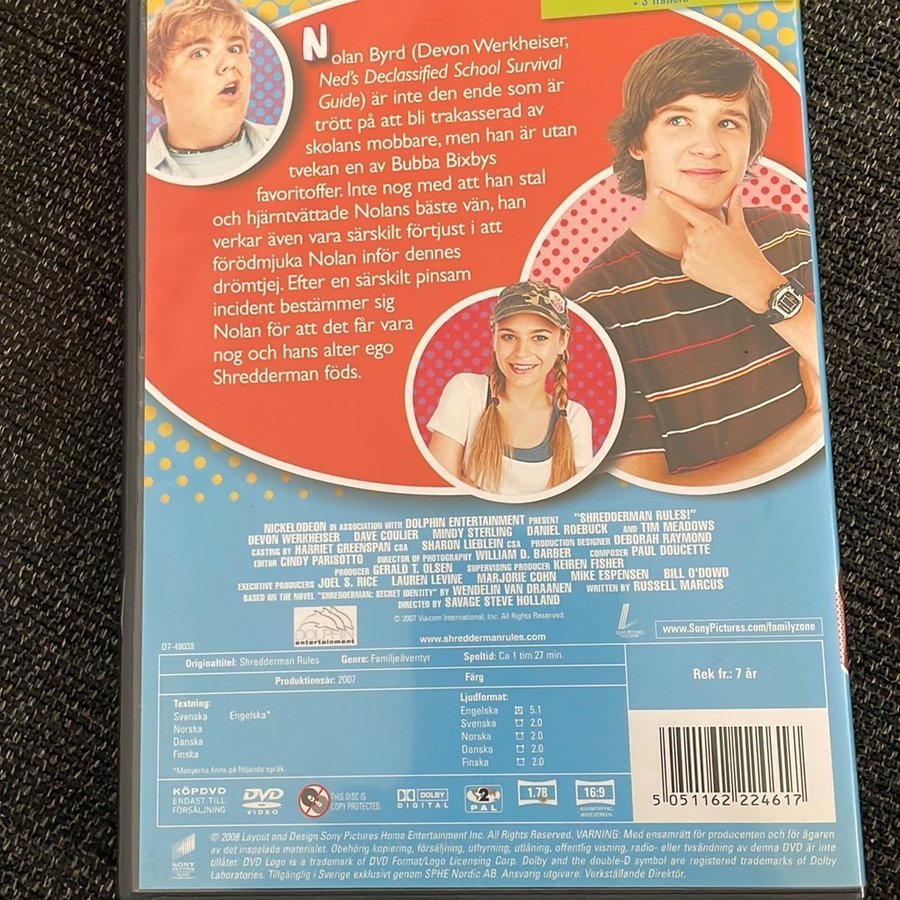 • 3 trailers
Nolan Byrd (Devon Werkheiser,
Ned's Declassified School Survival
Guide) är inte den ende som är
trött på att bli trakasserad av
skolans mobbare, men han är utan
tvekan en av Bubba Bixbys
favoritoffer. Inte nog med att han stal
och hjärntvättade Nolans bäste vän, han
verkar även vara särskilt förtjust i att
förödmjuka Nolan inför dennes
drömtjej. Efter en särskilt pinsam
incident bestämmer sig
Nolan för att det får vara
nog och hans alter ego
Shredderman föds.
NICKELODEON IN ASSOCIATION WITH DOLPHIN ENTERTAINMENT PRESENT "SHREDDERMAN RULES!"
DEVON WERKHEISER DAVE COULIER MINDY STERLING DANIEL ROEBUCK AND TIM MEADOWS
CASTING BY HARRIET GREENSPAN CSA SHARON LIEBLEIN CSA PRODUCTION DESIGNER DEBORAH RAYMOND
EDITOR CINDY PARISOTTO DIRECTOR OF PHOTOGRAPHY WILLIAM D. BARBER COMPOSER PAUL DOUCETTE
PRODUCER GERALD T. OLSEN SUPERVISING PRODUCER KEIREN FISHER
EXECUTIVE PRODUCERS JOEL S. RICE LAUREN LEVINE MARJORIE COHN MIKE ESPENSEN BILL O'DOWD
BASED ON THE NOVEL "SHREDDERMAN: SECRET IDENTITY" BY WENDELIN VAN DRAANEN WRITTEN BY RUSSELL MARCUS
DIRECTED BY SAVAGE STEVE HOLLAND
© 2007 Viacom International, Inc. All Rights Reserved
DOLPHIN
entertainment
www.shreddermanrules.com
www.SonyPictures.com/familyzone
D7-49039
Originaltitel: Shredderman Rules Genre: Familjeäventyr Speltid: Ca 1 tim 27 min.
Produktionsår: 2007 Färg
Rek fr.: 7 år
Textning:
Svenska Engelska*
Norska
Danska
Finska
*Menyerna finns på följande språk
Ljudformat:
Engelska 5.1
Svenska 2.0
Norska 2.0
Danska 2.0
Finska 2.0
KÖPDVD
ENDAST TILL
FÖRSÄLJNING
DVD
VIDEO
THIS DISC IS
COPY PROTECTED
DOLBY
DIGITAL
2
PAL
1.78
16:9
ANAMORPHIC
WIDESCREEN
5 051162 224617
SONY
© 2008 Layout and Design Sony Pictures Home Entertainment Inc. All Rights Reserved. VARNING: Med ensamrätt för producenten och för ägaren
av det inspelade materialet. Obehörig kopiering, försäljning, uthyrning, utlåning, offentlig visning, radio- eller tvsändning av denna DVD är inte
tillåter. DVD Logo is a trademark of DVD Format/Logo Licensing Corp. Dolby and the double-D symbol are registered trademarks of Dolby
Laboratories. Tillgänglig i Sverige exklusivt genom SPHE Nordic AB. Ansvarig utgivare: Verkställande Direktör.